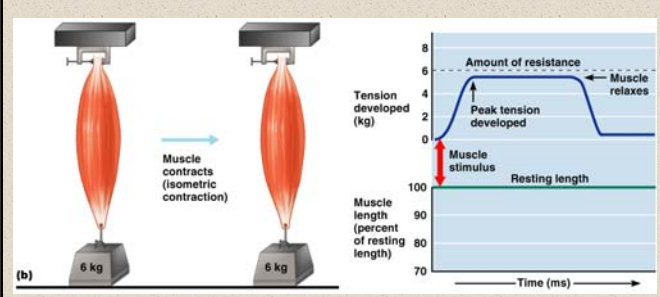 Muscle
contracts
(isometric
contraction)
6 kg
6 kg
(b)
Tension
developed
(kg)
8
6
4
2
0
Amount of resistance
Muscle
relaxes
Peak tension
developed
Muscle
stimulus
Resting length
Muscle
length
(percent
of resting
length)
100
90
80
70
Time (ms)